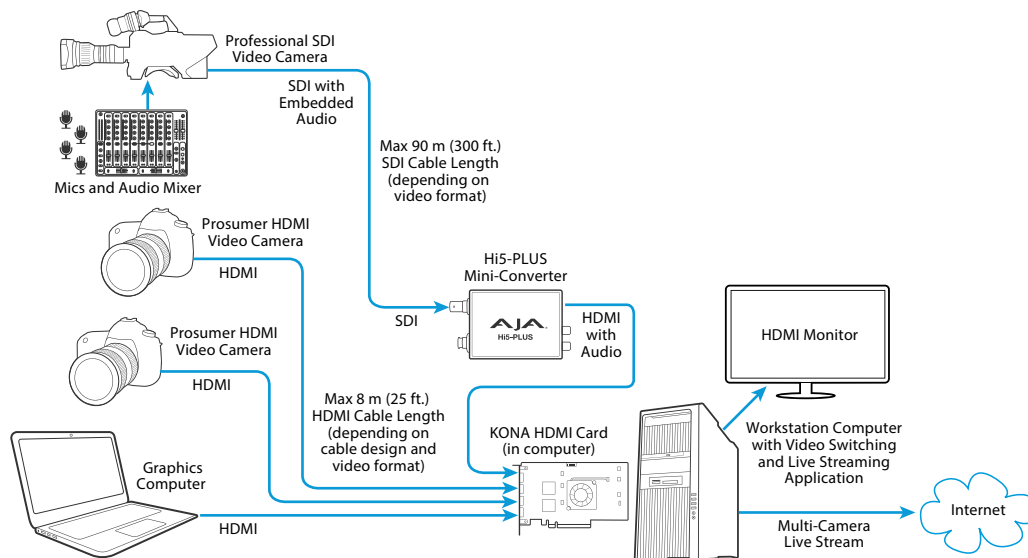 Professional SDI
Video Camera
SDI with
Embedded
Audio
Mics and Audio Mixer
Max 90 m (300 ft.)
SDI Cable Length
(depending on
video format)
Prosumer HDMI
Video Camera
HDMI
Hi5-PLUS
Mini-Converter
SDI
AJA
Hi5-PLUS
HDMI
with
Audio
HDMI Monitor
Prosumer HDMI
Video Camera
HDMI
Max 8 m (25 ft.)
HDMI Cable Length
(depending on
cable design and
video format)
KONA HDMI Card
(in computer)
Workstation Computer
with Video Switching
and Live Streaming
Application
Graphics
Computer
HDMI
Multi-Camera
Live Stream
Internet